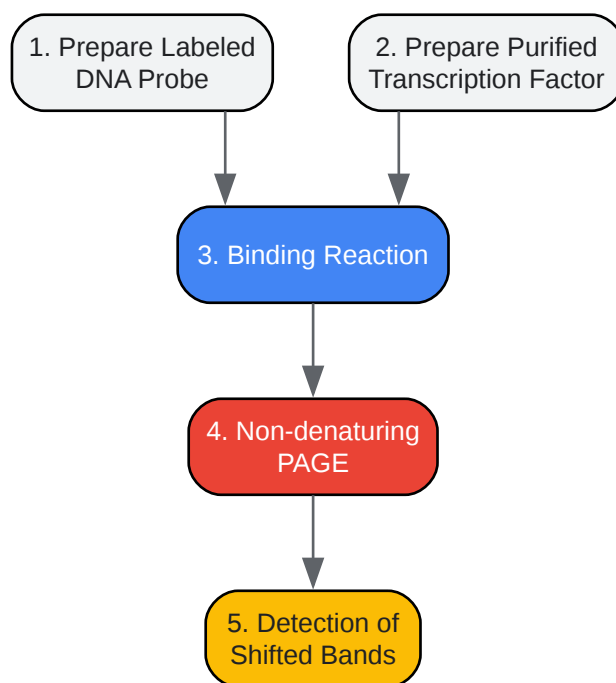 1. Prepare Labeled
DNA Probe
2. Prepare Purified
Transcription Factor
3. Binding Reaction
4. Non-denaturing
PAGE
5. Detection of
Shifted Bands